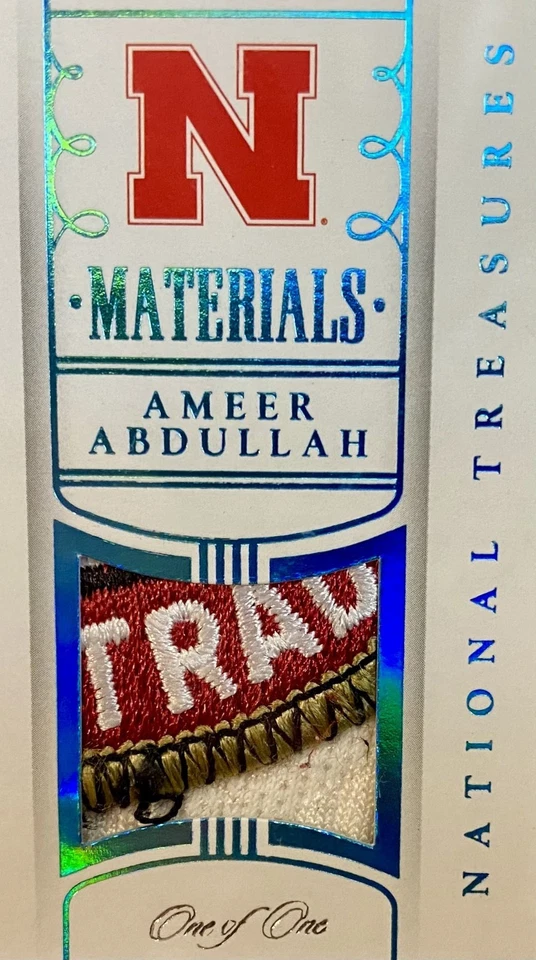 N
·MATERIALS·
AMEER
ABDULLAH
TRAD
One of One
NATIONAL TREASURES